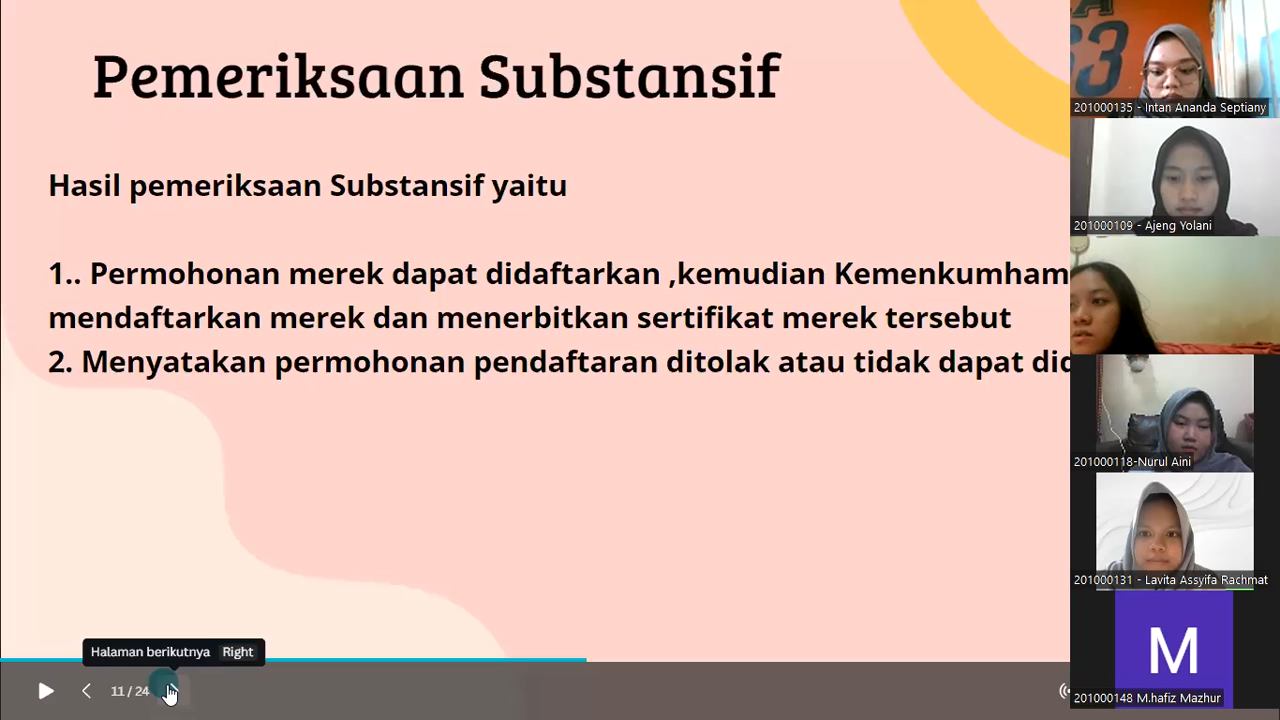 Pemeriksaan Substansif
Hasil pemeriksaan Substansif yaitu
1.. Permohonan merek dapat didaftarkan ,kemudian Kemenkumham
mendaftarkan merek dan menerbitkan sertifikat merek tersebut
2. Menyatakan permohonan pendaftaran ditolak atau tidak dapat
Halaman berikutnya Right
11 / 24
63
201000135 - Intan Ananda Septiany
201000109 - Ajeng Yolani
201000118-Nurul Aini
201000131 - Lavita Assyifa Rachmat
M
201000148 M.hafiz Mazhur